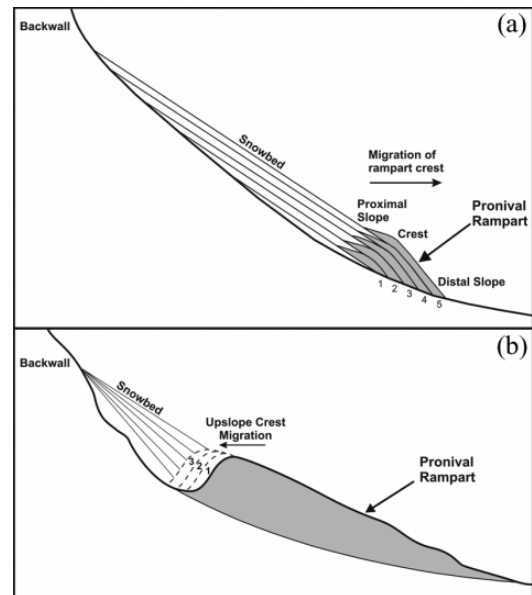 (a)
Backwall
Snowbed
Migration of
rampart crest
Proximal
Slope
Crest
Pronival
Rampart
Distal Slope
1 2 3 4 5
(b)
Backwall
Snowbed
Upslope Crest
Migration
3 2 1
Pronival
Rampart